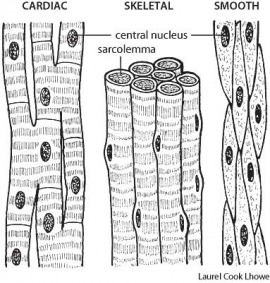 CARDIAC SKELETAL SMOOTH
central nucleus
sarcolemma
Laurel Cook Lhowe